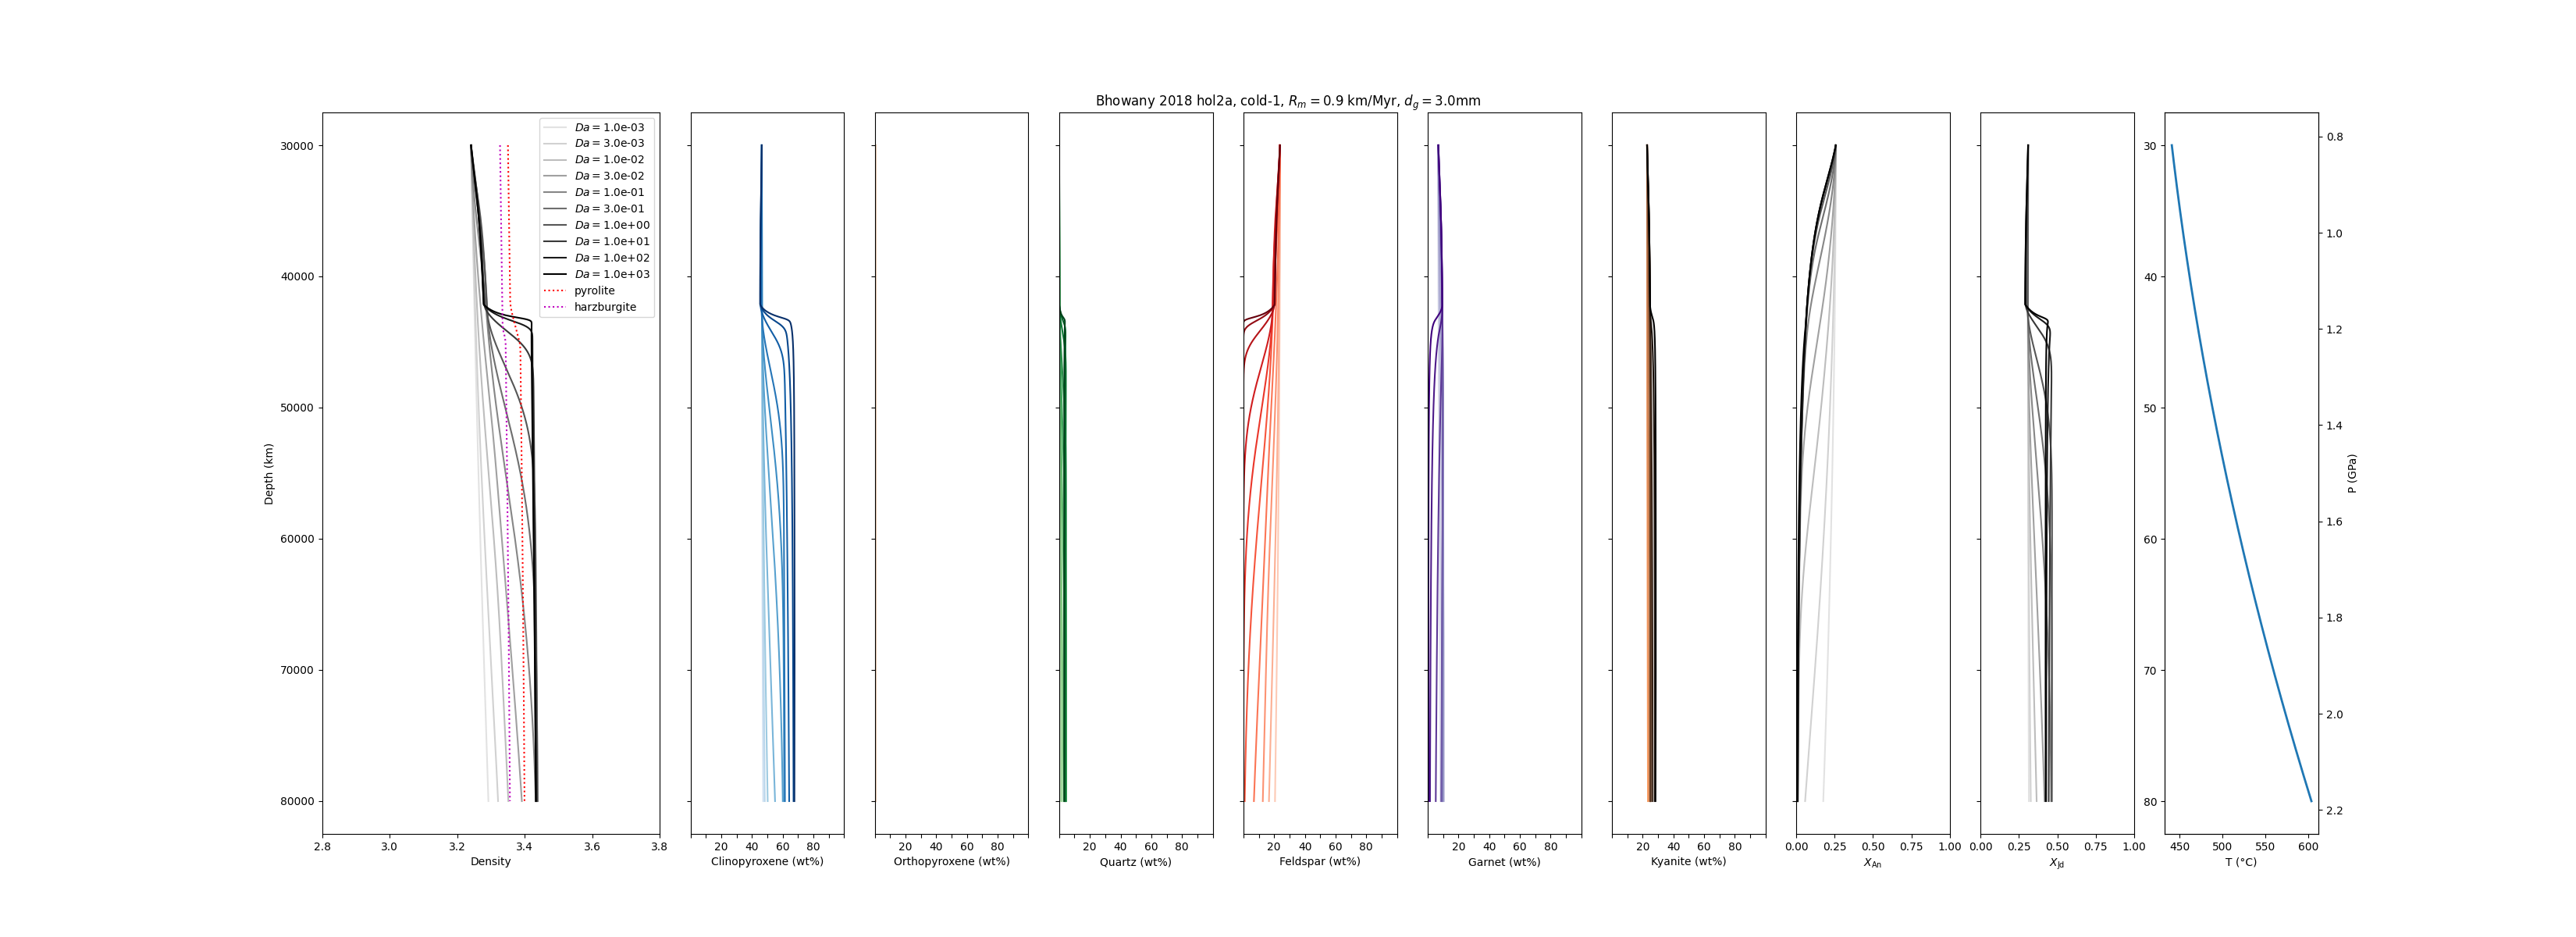 Bhowany 2018 hol2a, cold-1, R_m = 0.9 km/Myr, d_g = 3.0mm
Da = 1.0e-03
Da = 3.0e-03
Da = 1.0e-02
Da = 3.0e-02
Da = 1.0e-01
Da = 3.0e-01
Da = 1.0e+00
Da = 1.0e+01
Da = 1.0e+02
Da = 1.0e+03
pyrolite
harzburgite
Depth (km)
30000
40000
50000
60000
70000
80000
2.8 3.0 3.2 3.4 3.6 3.8
Density
20 40 60 80
Clinopyroxene (wt%)
20 40 60 80
Orthopyroxene (wt%)
20 40 60 80
Quartz (wt%)
20 40 60 80
Feldspar (wt%)
20 40 60 80
Garnet (wt%)
20 40 60 80
Kyanite (wt%)
0.00 0.25 0.50 0.75 1.00
X_An
0.00 0.25 0.50 0.75 1.00
X_Jd
30
40
50
60
70
80
450 500 550 600
T (°C)
0.8
1.0
1.2
1.4
1.6
1.8
2.0
2.2
P (GPa)